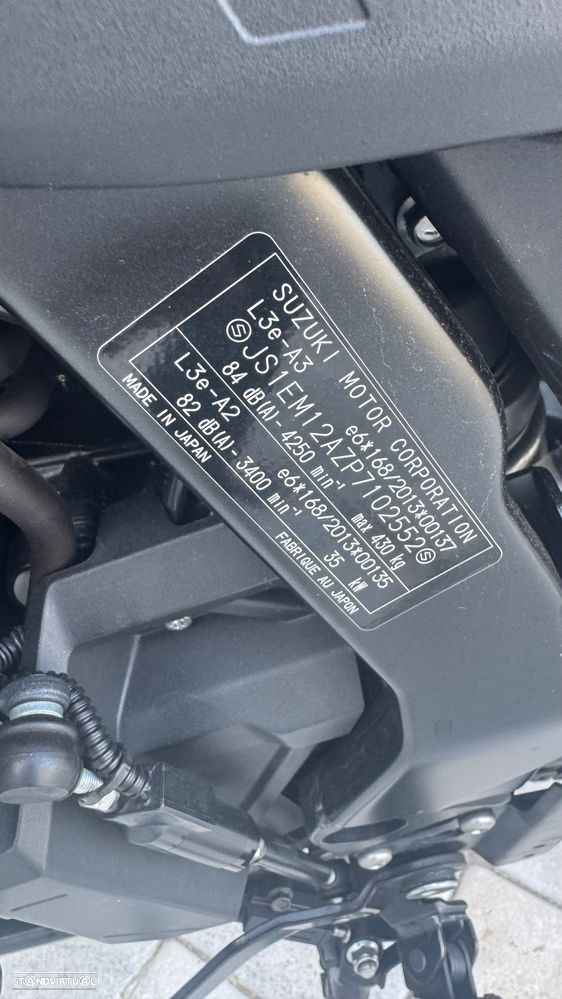 SUZUKI MOTOR CORPORATION
L3e-A3 e6*168/2013*00137
Ⓢ JS1EM12AZP7102552 Ⓢ
84 dB(A)- 4250 min⁻¹ max 430 kg
L3e-A2 e6*168/2013*00135
82 dB(A)- 3400 min⁻¹ 35 kW
MADE IN JAPAN FABRIQUE AU JAPON
STANDVIRTUAL